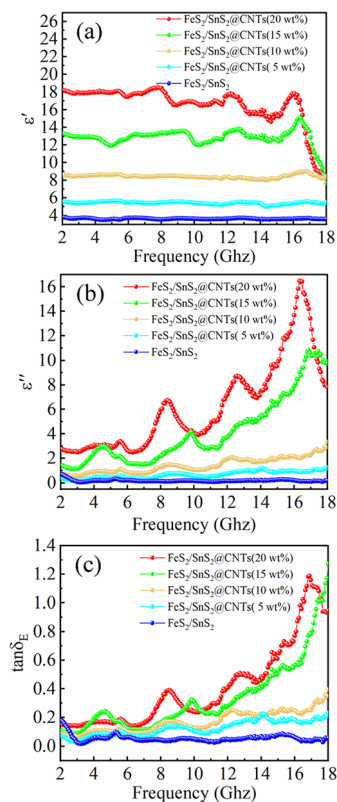 (a)
FeS2/SnS2@CNTs(20 wt%)
FeS2/SnS2@CNTs(15 wt%)
FeS2/SnS2@CNTs(10 wt%)
FeS2/SnS2@CNTs( 5 wt%)
FeS2/SnS2
ε′
28
26
24
22
20
18
16
14
12
10
8
6
4
2 4 6 8 10 12 14 16 18
Frequency (Ghz)
(b)
FeS2/SnS2@CNTs(20 wt%)
FeS2/SnS2@CNTs(15 wt%)
FeS2/SnS2@CNTs(10 wt%)
FeS2/SnS2@CNTs( 5 wt%)
FeS2/SnS2
ε″
16
14
12
10
8
6
4
2
0
2 4 6 8 10 12 14 16 18
Frequency (Ghz)
(c)
FeS2/SnS2@CNTs(20 wt%)
FeS2/SnS2@CNTs(15 wt%)
FeS2/SnS2@CNTs(10 wt%)
FeS2/SnS2@CNTs( 5 wt%)
FeS2/SnS2
tanδE
1.4
1.2
1.0
0.8
0.6
0.4
0.2
0.0
2 4 6 8 10 12 14 16 18
Frequency (Ghz)